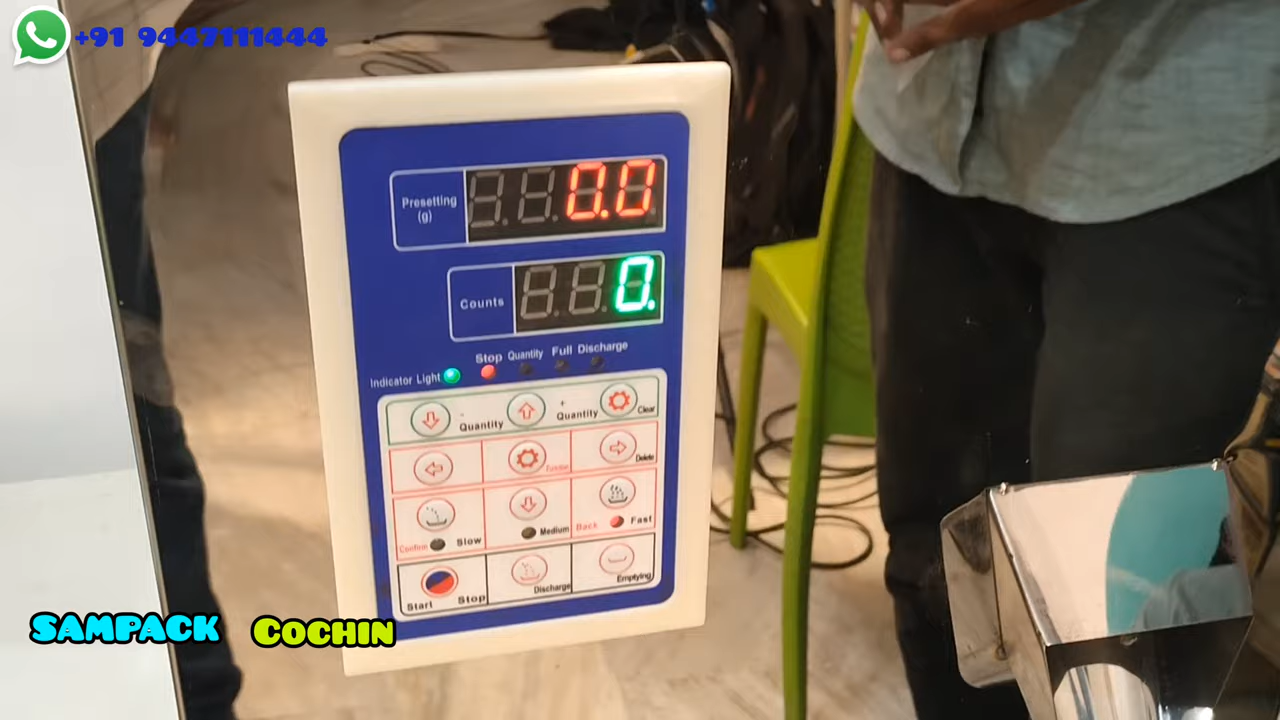 +91 9447111444
Presetting
(g)
0.0
Counts
0.
Indicator Light
Stop
Quantity
Full
Discharge
-
Quantity
+
Quantity
Clear
Function
Delete
Confirm
Slow
Medium
Back
Fast
Start
Stop
Discharge
Emptying
SAMPACK COCHIN